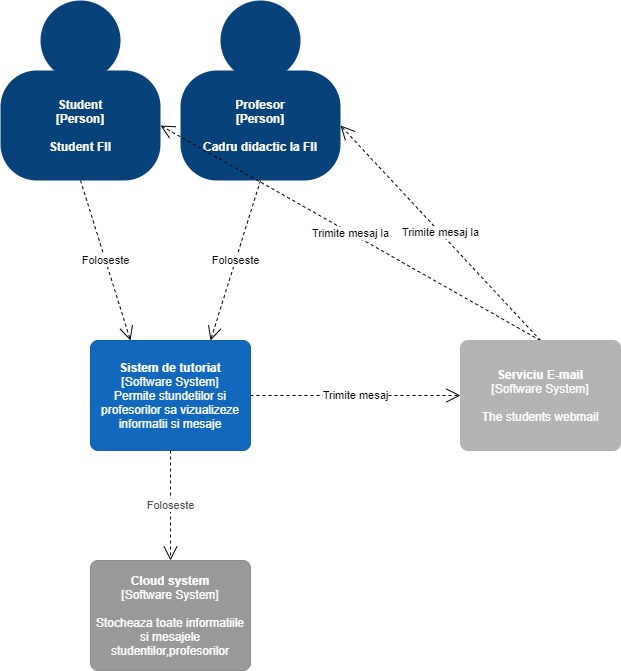 Student
[Person]
Student FII
Profesor
[Person]
Cadru didactic la FII
Trimite mesaj la
Trimite mesaj la
Foloseste
Foloseste
Sistem de tutoriat
[Software System]
Permite stundetilor si
profesorilor sa vizualizeze
informatii si mesaje
Trimite mesaj
Serviciu E-mail
[Software System]
The students webmail
Foloseste
Cloud system
[Software System]
Stocheaza toate informatiile
si mesajele
studentilor,profesorilor